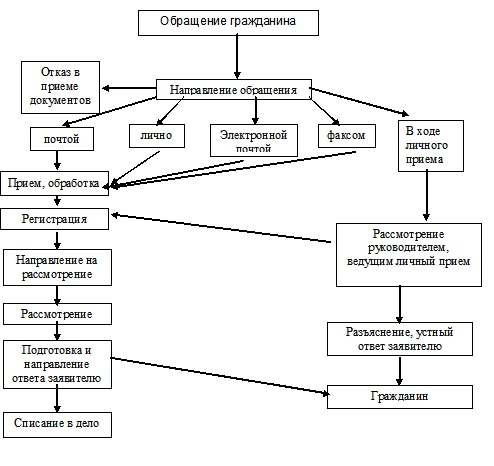 Обращение гражданина
Отказ в
приеме
документов
Направление обращения
почтой
лично
Электронной
почтой
факсом
В ходе
личного
приема
Прием, обработка
Регистрация
Рассмотрение
руководителем,
ведущим личный прием
Направление на
рассмотрение
Рассмотрение
Разъяснение, устный
ответ заявителю
Подготовка и
направление
ответа заявителю
Гражданин
Списание в дело